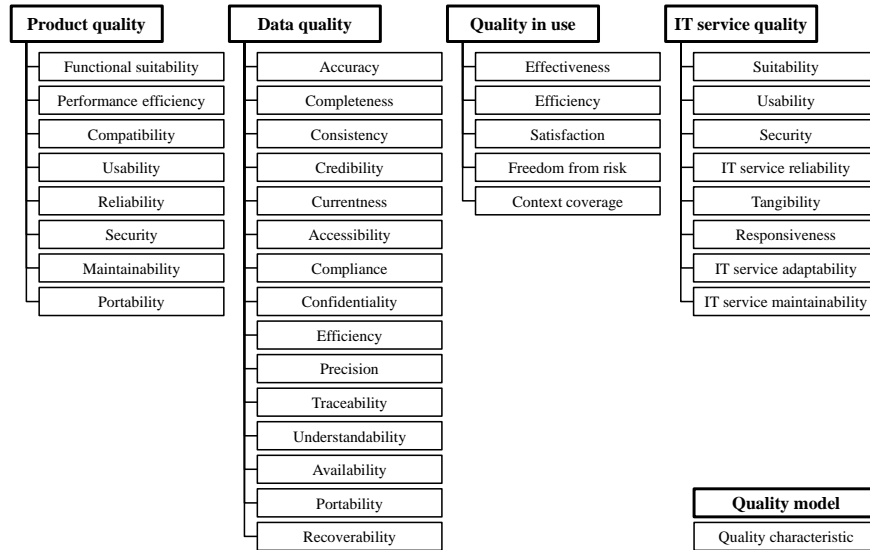 Product quality
Functional suitability
Performance efficiency
Compatibility
Usability
Reliability
Security
Maintainability
Portability
Data quality
Accuracy
Completeness
Consistency
Credibility
Currentness
Accessibility
Compliance
Confidentiality
Efficiency
Precision
Traceability
Understandability
Availability
Portability
Recoverability
Quality in use
Effectiveness
Efficiency
Satisfaction
Freedom from risk
Context coverage
IT service quality
Suitability
Usability
Security
IT service reliability
Tangibility
Responsiveness
IT service adaptability
IT service maintainability
Quality model
Quality characteristic